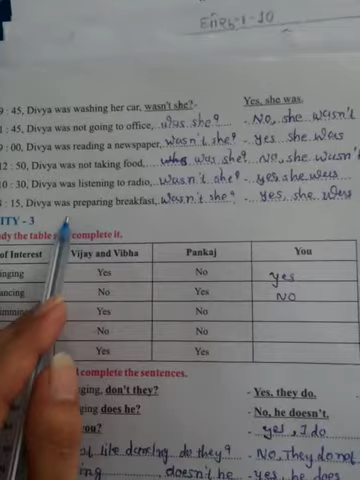 9 : 45, Divya was washing her car, wasn't she?- Yes, she was.
: 45, Divya was not going to office, was she? - No, she wasn't
: 00, Divya was reading a newspaper, wasn't she? - yes she was
12 : 50, Divya was not taking food, was she? no, she wasn't
10 : 30, Divya was listening to radio, wasn't she? - yes she was
: 15, Divya was preparing breakfast, wasn't she? - yes, she was
ITY - 3
dy the table complete it.
of Interest Vijay and Vibha Pankaj You
inging Yes No yes
ancing No Yes NO
Yes No
No No
Yes Yes
complete the sentences.
ging, don't they? - Yes, they do.
ging does he? - No, he doesn't.
you? - yes, I do
ot like dancing do they? - No, They do not
ing doesn't he - yes, he does